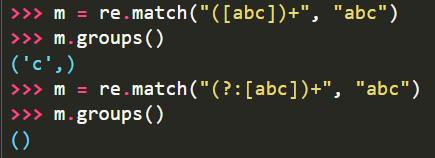 >>> m = re.match("([abc])+", "abc")
>>> m.groups()
('c',)
>>> m = re.match("(?:[abc])+", "abc")
>>> m.groups()
()